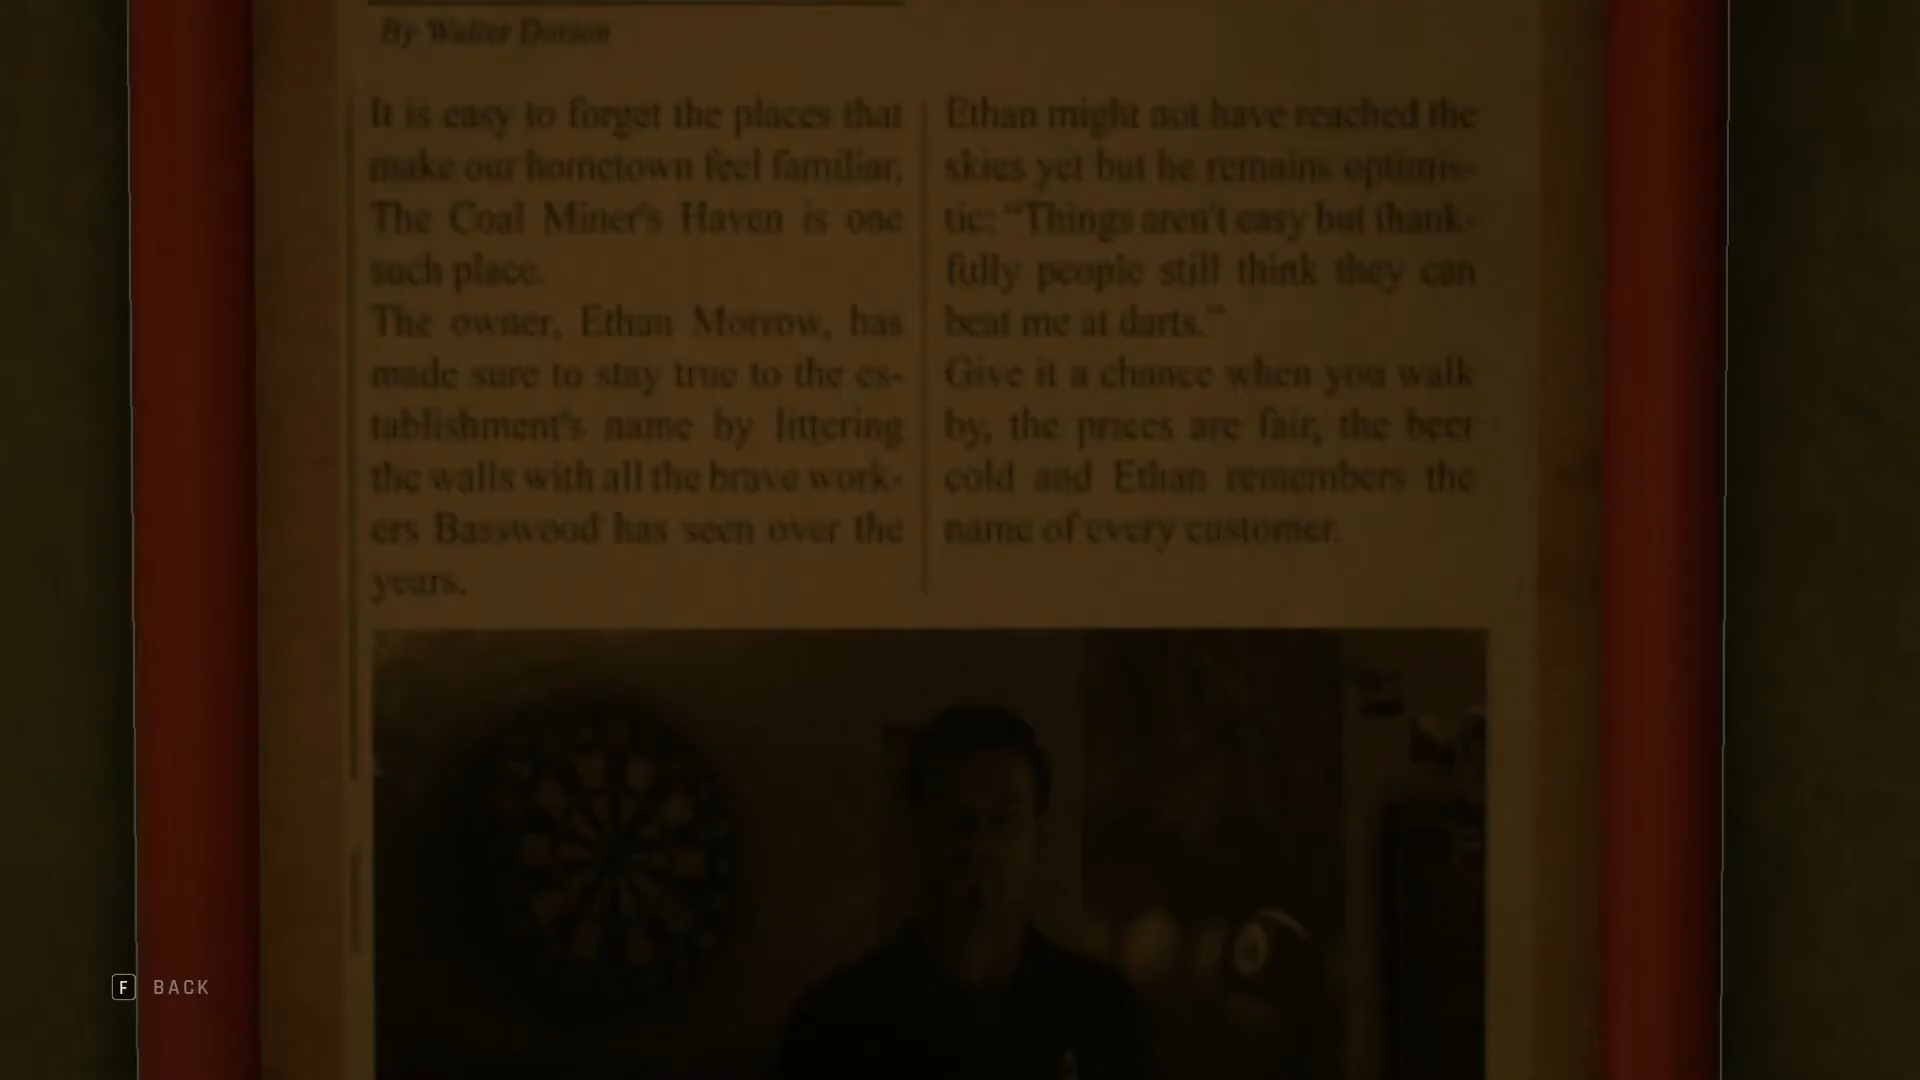 By Walter Dotson
It is easy to forget the places that
make our hometown feel familiar,
The Coal Miner's Haven is one
such place.
The owner, Ethan Morrow, has
made sure to stay true to the es-
tablishment's name by littering
the walls with all the brave work-
ers Basswood has seen over the
years.
Ethan might not have reached the
skies yet but he remains optimis-
tic: "Things aren't easy but thank-
fully people still think they can
beat me at darts."
Give it a chance when you walk
by, the prices are fair, the beer
cold and Ethan remembers the
name of every customer.
F BACK